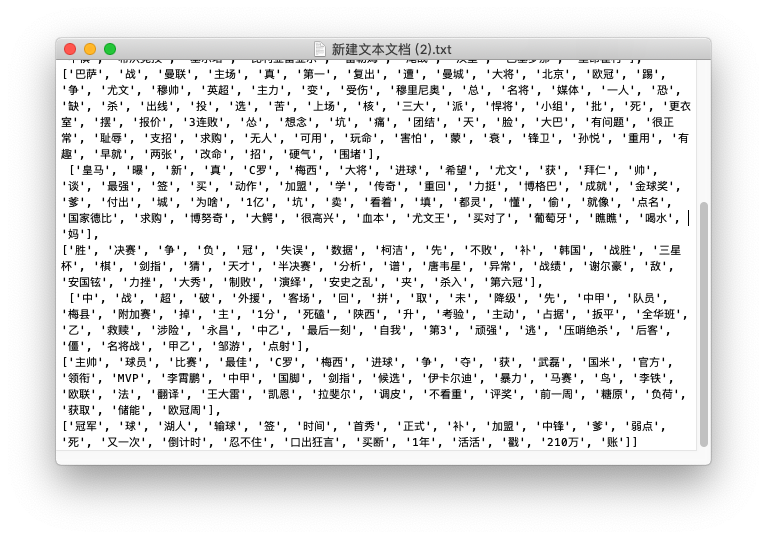 新建文本文档 (2).txt
['巴萨', '战', '曼联', '主场', '真', '第一', '复出', '遭', '曼城', '大将', '北京', '欧冠', '踢',
'争', '尤文', '穆帅', '英超', '主力', '变', '受伤', '穆里尼奥', '总', '名将', '媒体', '一人', '恐',
'缺', '杀', '出线', '投', '选', '苦', '上场', '核', '三大', '派', '悍将', '小组', '批', '死', '更衣
室', '摆', '报价', '3连败', '怂', '想念', '坑', '痛', '团结', '天', '脸', '大巴', '有问题', '很正
常', '耻辱', '支招', '求购', '无人', '可用', '玩命', '害怕', '蒙', '衰', '锋卫', '孙悦', '重用', '有
趣', '早就', '两张', '改命', '招', '硬气', '围堵'],
['皇马', '曝', '新', '真', 'C罗', '梅西', '大将', '进球', '希望', '尤文', '获', '拜仁', '帅',
'谈', '最强', '签', '买', '动作', '加盟', '学', '传奇', '重回', '力挺', '博格巴', '成就', '金球奖',
'爹', '付出', '城', '为啥', '1亿', '坑', '卖', '看着', '填', '都灵', '懂', '偷', '就像', '点名',
'国家德比', '求购', '博努奇', '大鳄', '很高兴', '血本', '尤文王', '买对了', '葡萄牙', '瞧瞧', '喝水',
'妈'],
['胜', '决赛', '争', '负', '冠', '失误', '数据', '柯洁', '先', '不败', '补', '韩国', '战胜', '三星
杯', '棋', '剑指', '猜', '天才', '半决赛', '分析', '谱', '唐韦星', '异常', '战绩', '谢尔豪', '敌',
'安国铉', '力挫', '大秀', '制败', '演绎', '安史之乱', '夹', '杀入', '第六冠'],
['中', '战', '超', '破', '外援', '客场', '回', '拼', '取', '未', '降级', '先', '中甲', '队员',
'梅县', '附加赛', '掉', '主', '1分', '死磕', '陕西', '升', '考验', '主动', '占据', '扳平', '全华班',
'乙', '救赎', '涉险', '永昌', '中乙', '最后一刻', '自我', '第3', '顽强', '逃', '压哨绝杀', '后客',
'僵', '名将战', '甲乙', '邹游', '点射'],
['主帅', '球员', '比赛', '最佳', 'C罗', '梅西', '进球', '争', '夺', '获', '武磊', '国米', '官方',
'领衔', 'MVP', '李霄鹏', '中甲', '国脚', '剑指', '候选', '伊卡尔迪', '暴力', '马赛', '鸟', '李铁',
'欧联', '法', '翻译', '王大雷', '凯恩', '拉斐尔', '调皮', '不看重', '评奖', '前一周', '糖原', '负荷',
'获取', '储能', '欧冠周'],
['冠军', '球', '湖人', '输球', '签', '时间', '首秀', '正式', '补', '加盟', '中锋', '爹', '弱点',
'死', '又一次', '倒计时', '忍不住', '口出狂言', '买断', '1年', '活活', '戳', '210万', '账']]